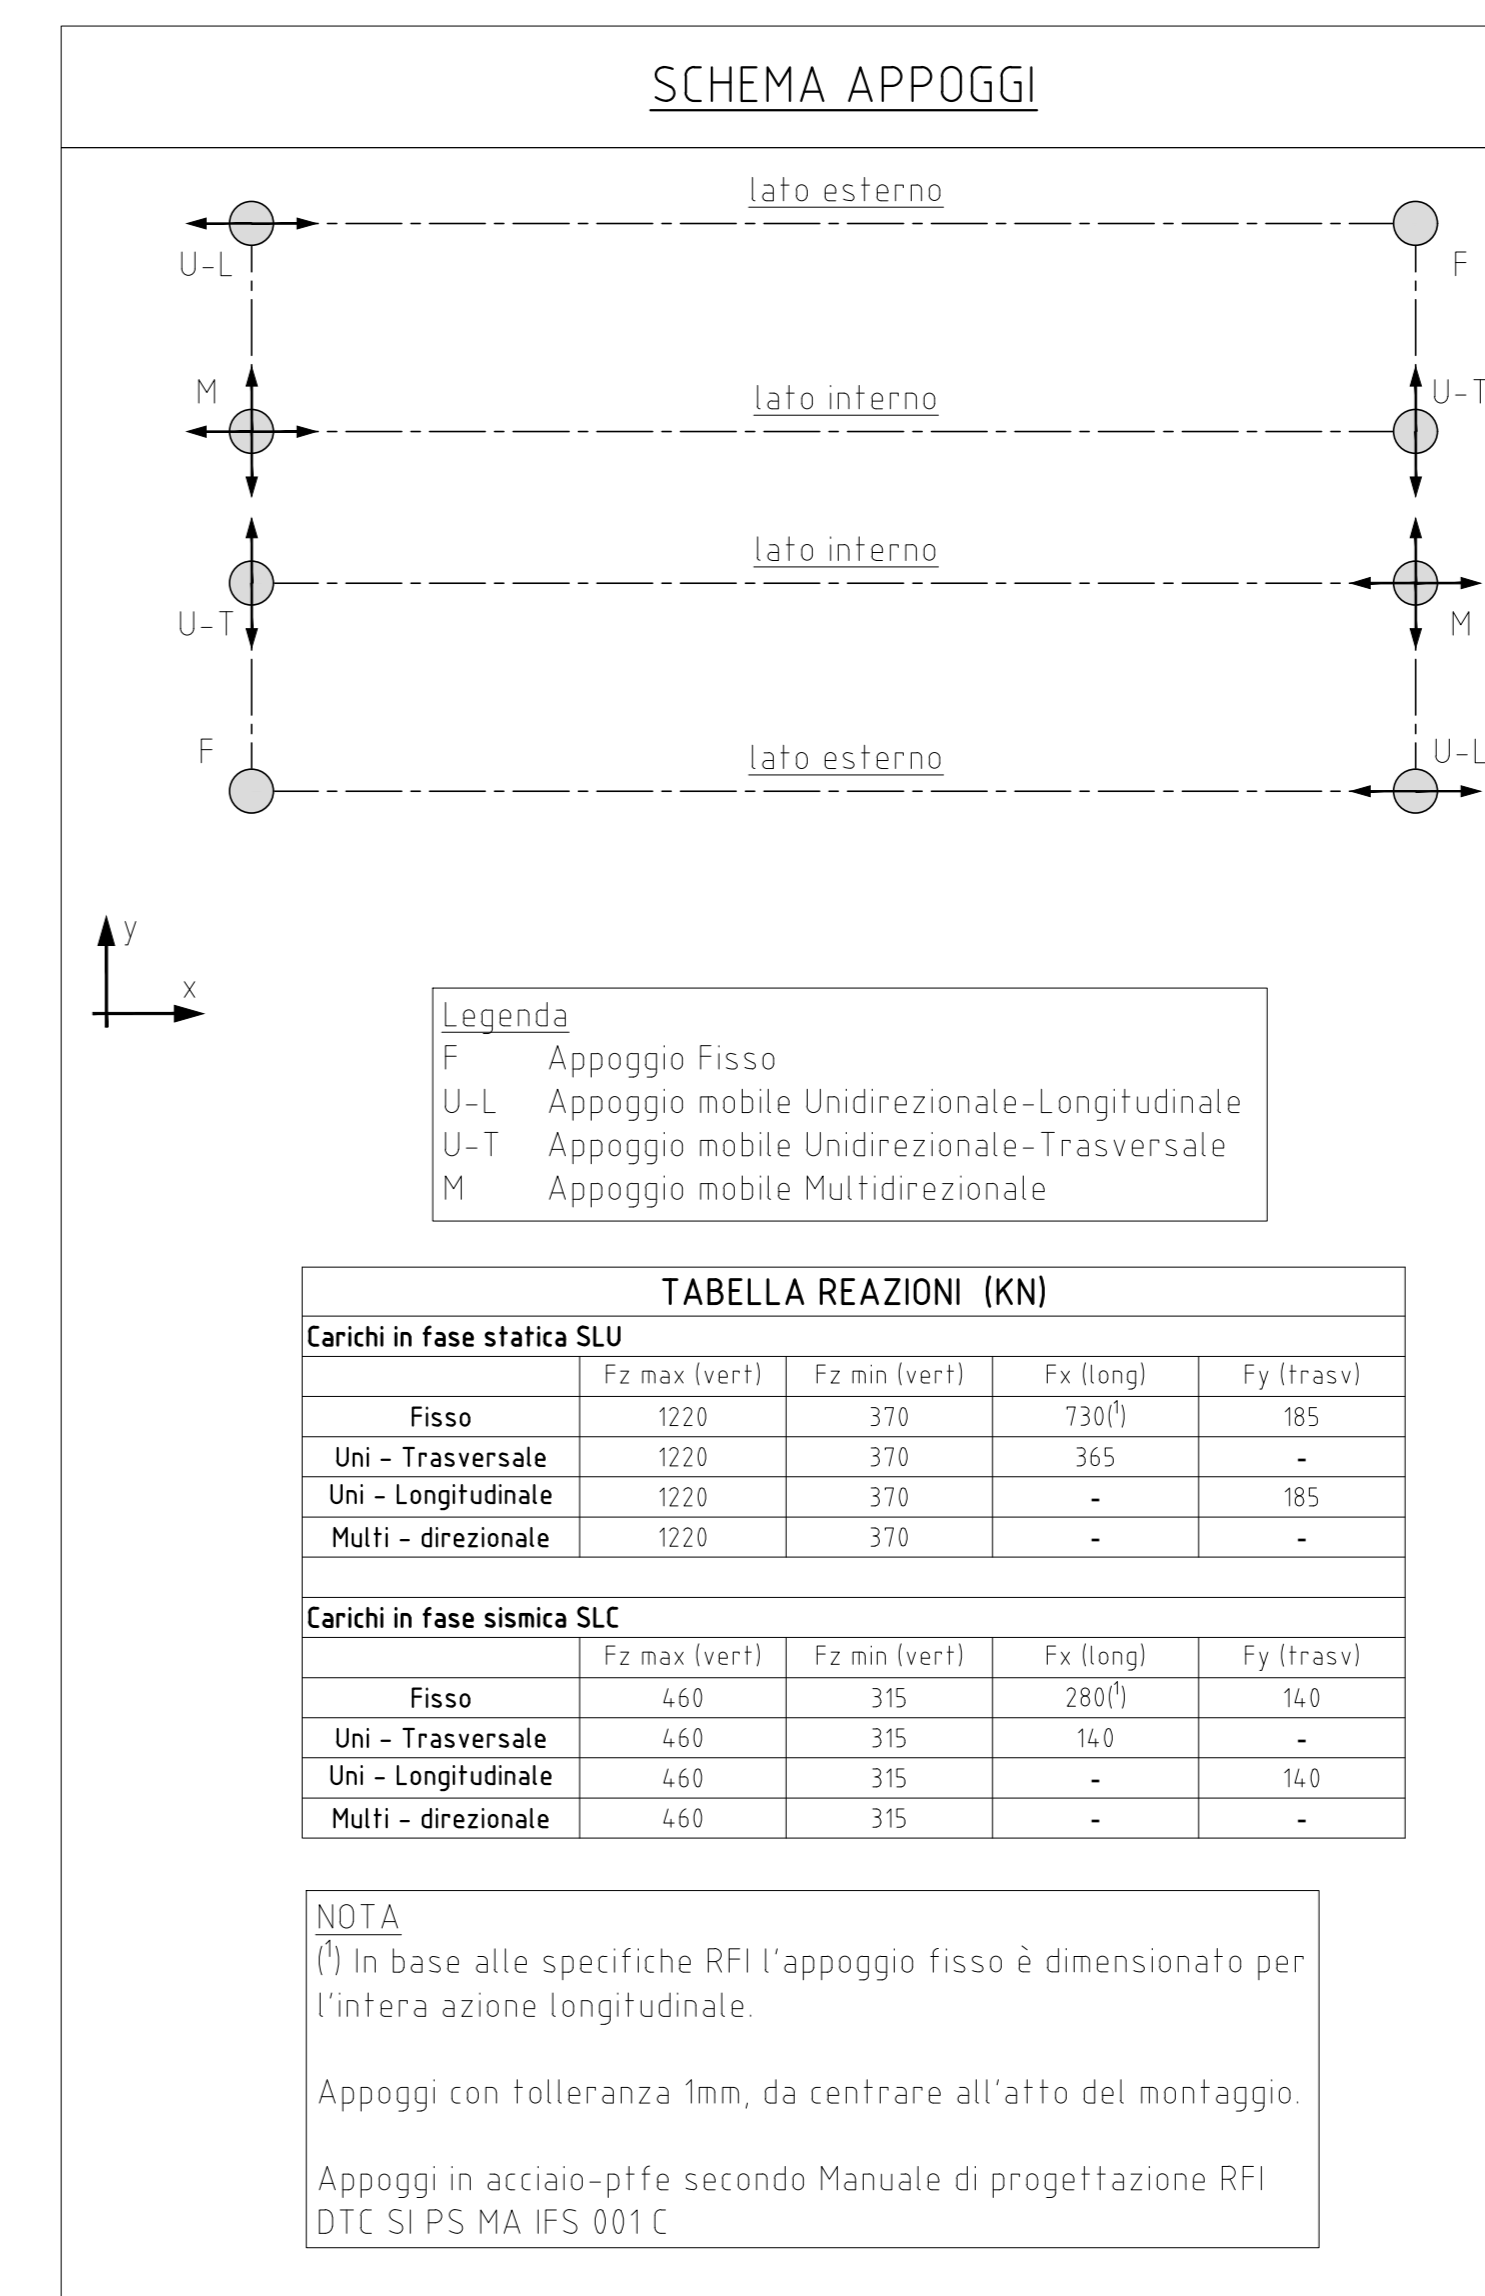 SCHEMA APPOGGI
lato esterno
U-L
F
M
lato interno
U-T
lato interno
U-T
M
F
lato esterno
U-L
y
x
Legenda
F Appoggio Fisso
U-L Appoggio mobile Unidirezionale-Longitudinale
U-T Appoggio mobile Unidirezionale-Trasversale
M Appoggio mobile Multidirezionale
TABELLA REAZIONI (KN)
Carichi in fase statica SLU
Fz max (vert) Fz min (vert) Fx (long) Fy (trasv)
Fisso 1220 370 730(¹) 185
Uni - Trasversale 1220 370 365 -
Uni - Longitudinale 1220 370 - 185
Multi - direzionale 1220 370 - -
Carichi in fase sismica SLC
Fz max (vert) Fz min (vert) Fx (long) Fy (trasv)
Fisso 460 315 280(¹) 140
Uni - Trasversale 460 315 140 -
Uni - Longitudinale 460 315 - 140
Multi - direzionale 460 315 - -
NOTA
(¹) In base alle specifiche RFI l'appoggio fisso è dimensionato per
l'intera azione longitudinale.
Appoggi con tolleranza 1mm, da centrare all'atto del montaggio.
Appoggi in acciaio-ptfe secondo Manuale di progettazione RFI
DTC SI PS MA IFS 001 C